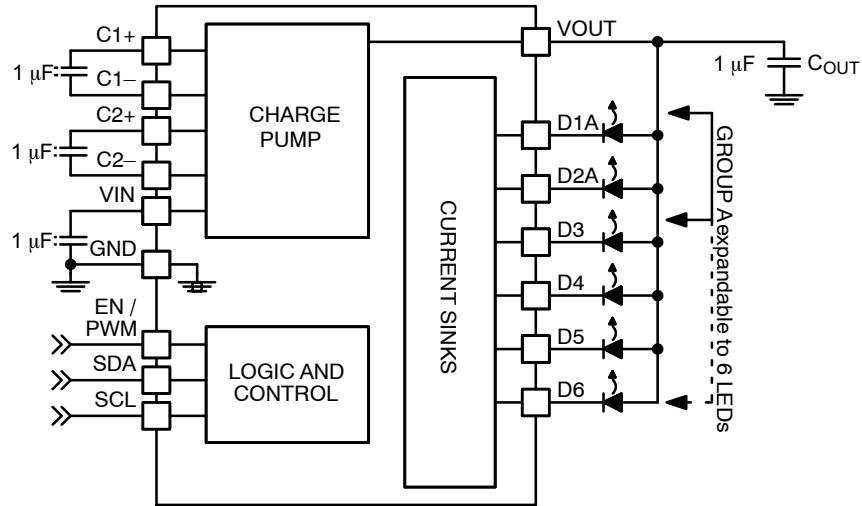 C1+
1 µF
C1–
C2+
1 µF
C2–
VIN
1 µF
GND
EN /
PWM
SDA
SCL
CHARGE
PUMP
LOGIC AND
CONTROL
CURRENT SINKS
VOUT
1 µF
COUT
D1A
D2A
D3
D4
D5
D6
GROUP Aexpandable to 6 LEDs